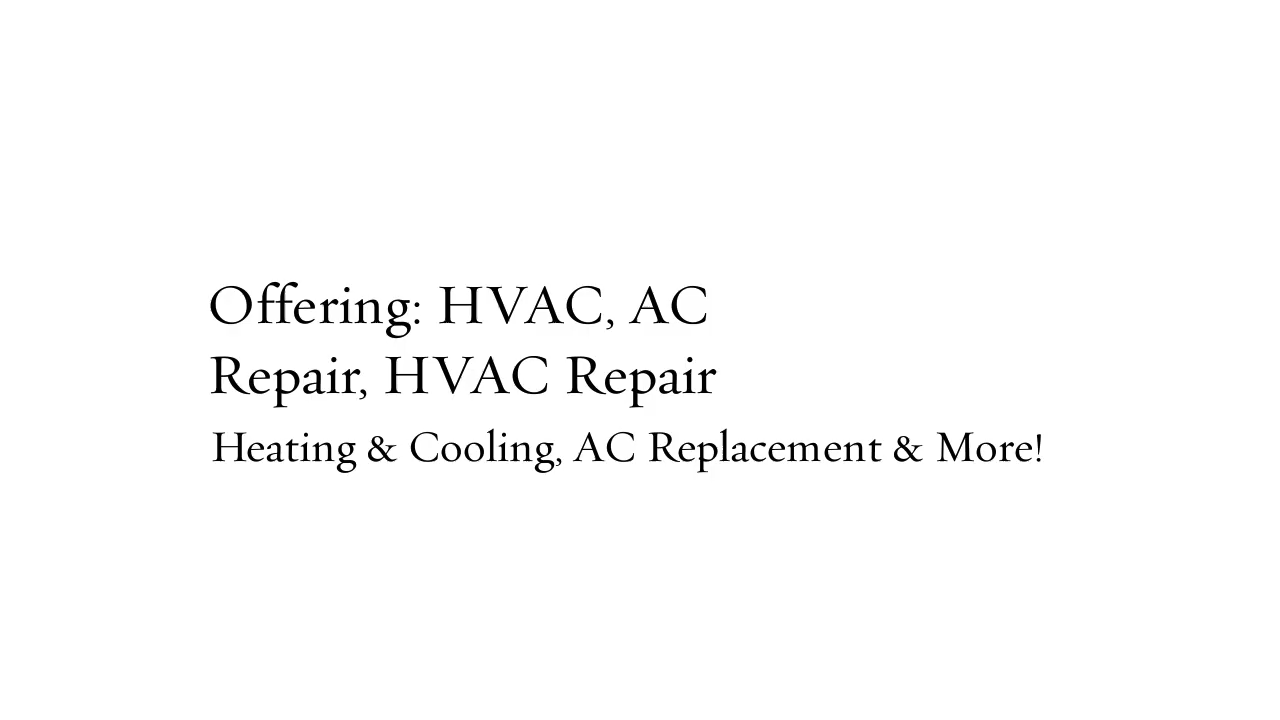 Offering: HVAC, AC
Repair, HVAC Repair
Heating & Cooling, AC Replacement & More!